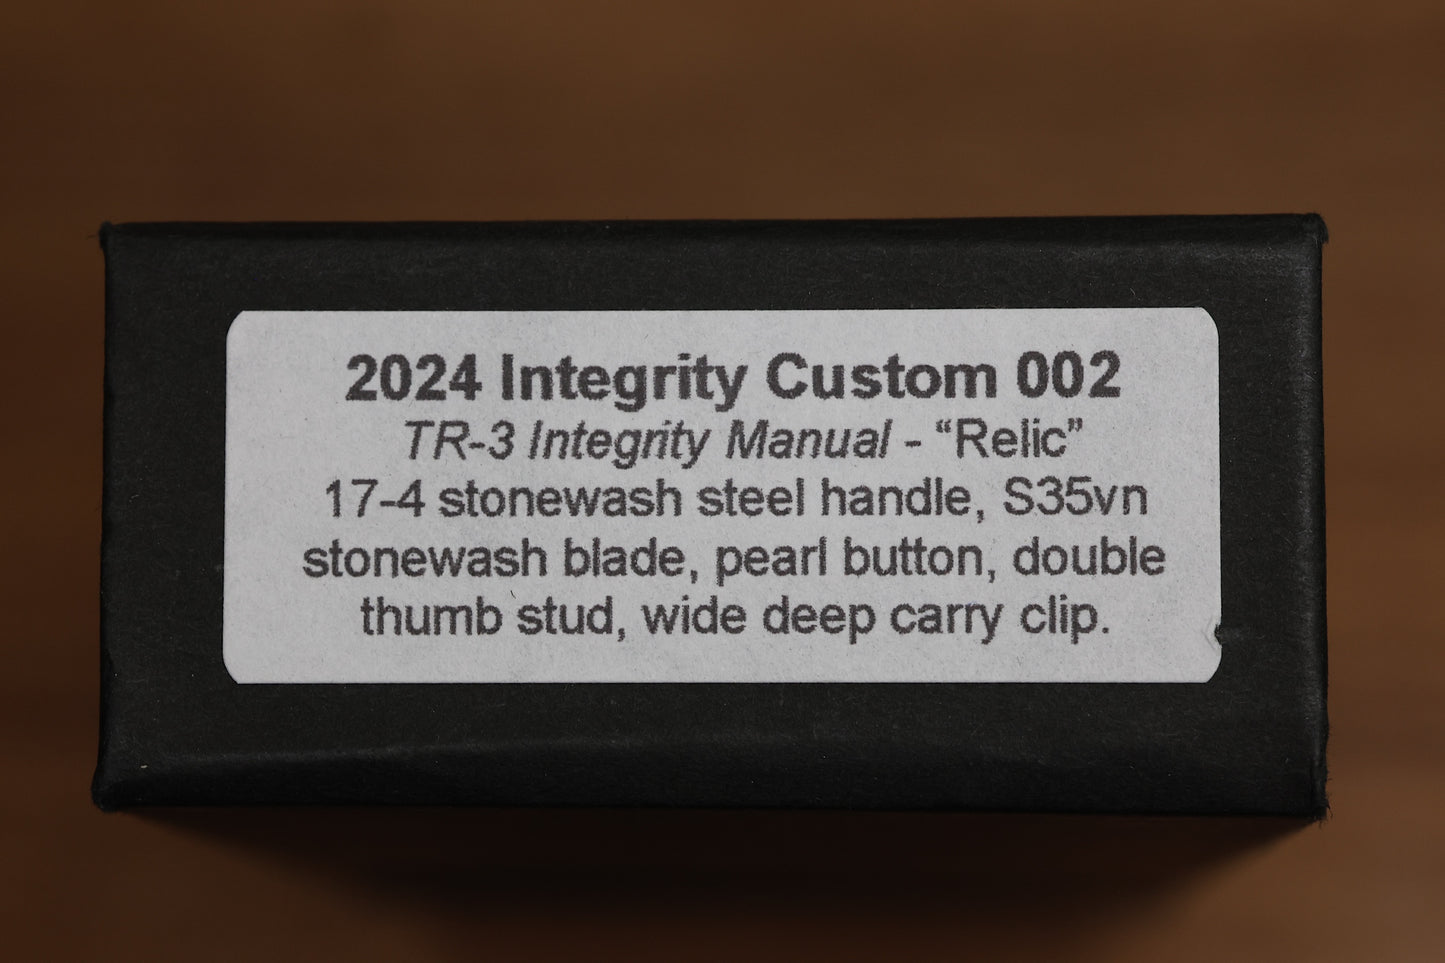 2024 Integrity Custom 002
TR-3 Integrity Manual - “Relic”
17-4 stonewash steel handle, S35vn
stonewash blade, pearl button, double
thumb stud, wide deep carry clip.